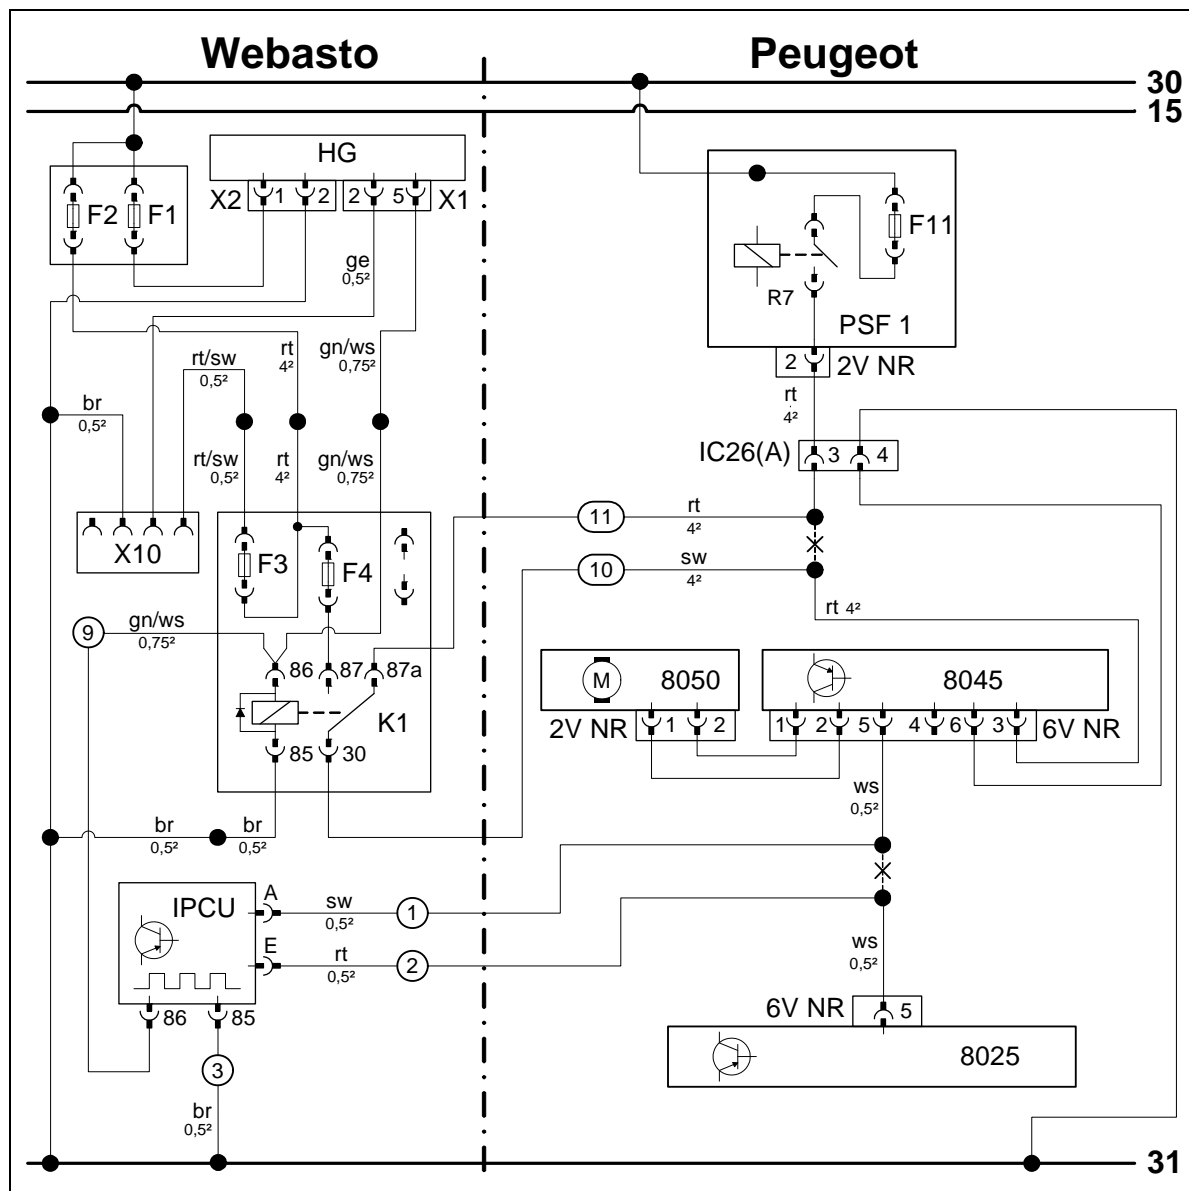 Webasto Peugeot
30
15
HG
X2 1 2 2 5 X1
F2 F1
F11
ge
0,5²
R7
PSF 1
rt/sw
0,5²
rt
4²
gn/ws
0,75²
2 2V NR
br
0,5²
rt
4²
rt/sw
0,5²
rt
4²
gn/ws
0,75²
IC26(A) 3 4
11 rt
4²
X10
F3 F4
10 sw
4²
rt 4²
9 gn/ws
0,75²
86 87 87a
M 8050
8045
K1
2V NR 1 2
1 2 5 4 6 3 6V NR
85 30
ws
0,5²
br
0,5²
br
0,5²
IPCU
A sw
0,5²
1
E rt
0,5²
2
ws
0,5²
86 85
6V NR 5
8025
3
br
0,5²
31